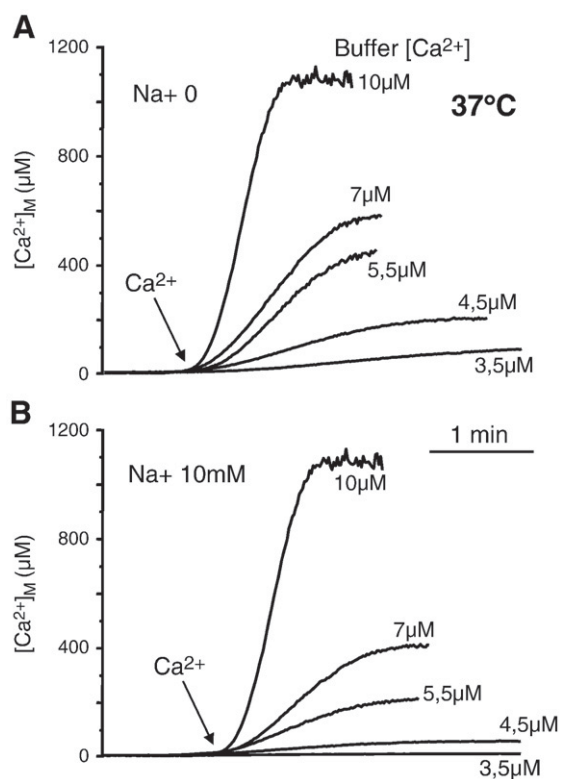 A
1200
Buffer [Ca2+]
Na+ 0
10µM
37°C
800
7µM
[Ca2+]M (µM)
400
5,5µM
Ca2+
4,5µM
3,5µM
0
B
1200
1 min
Na+ 10mM
10µM
800
[Ca2+]M (µM)
7µM
400
Ca2+
5,5µM
4,5µM
0
3,5µM